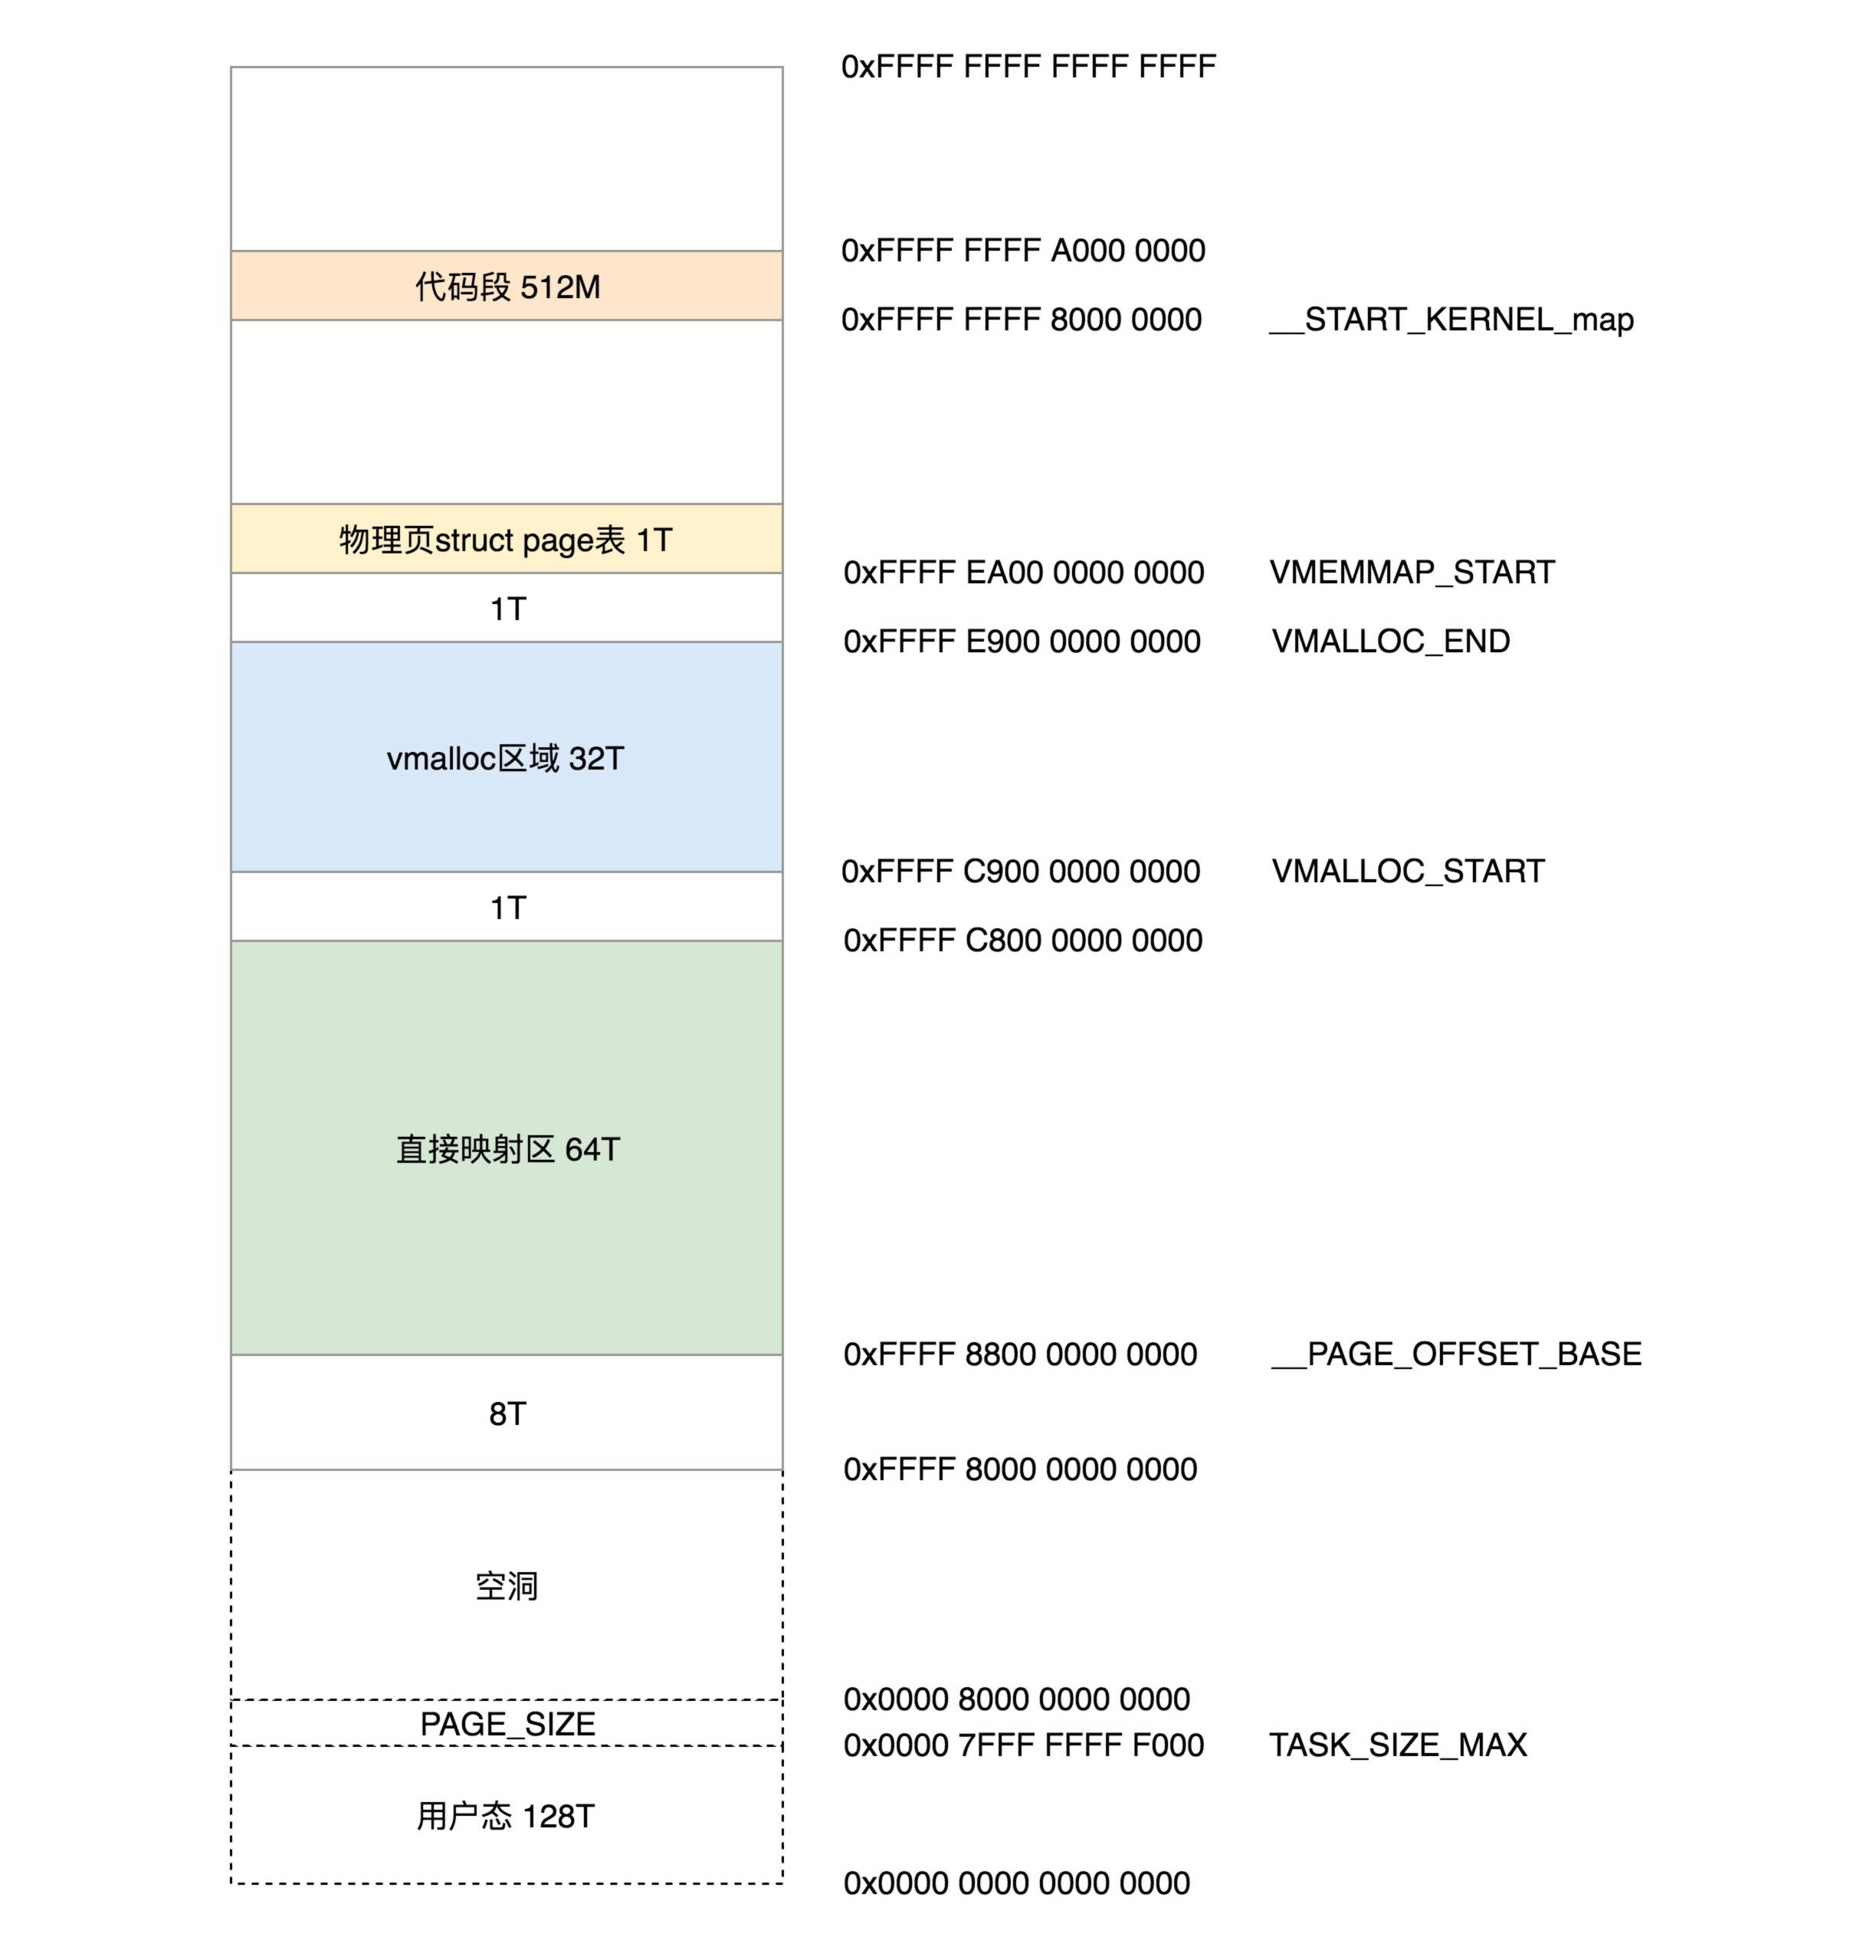 0xFFFF FFFF FFFF FFFF
0xFFFF FFFF A000 0000
代码段 512M
0xFFFF FFFF 8000 0000 __START_KERNEL_map
物理页struct page表 1T
0xFFFF EA00 0000 0000 VMEMMAP_START
1T
0xFFFF E900 0000 0000 VMALLOC_END
vmalloc区域 32T
0xFFFF C900 0000 0000 VMALLOC_START
1T
0xFFFF C800 0000 0000
直接映射区 64T
0xFFFF 8800 0000 0000 __PAGE_OFFSET_BASE
8T
0xFFFF 8000 0000 0000
空洞
0x0000 8000 0000 0000
PAGE_SIZE
0x0000 7FFF FFFF F000 TASK_SIZE_MAX
用户态 128T
0x0000 0000 0000 0000